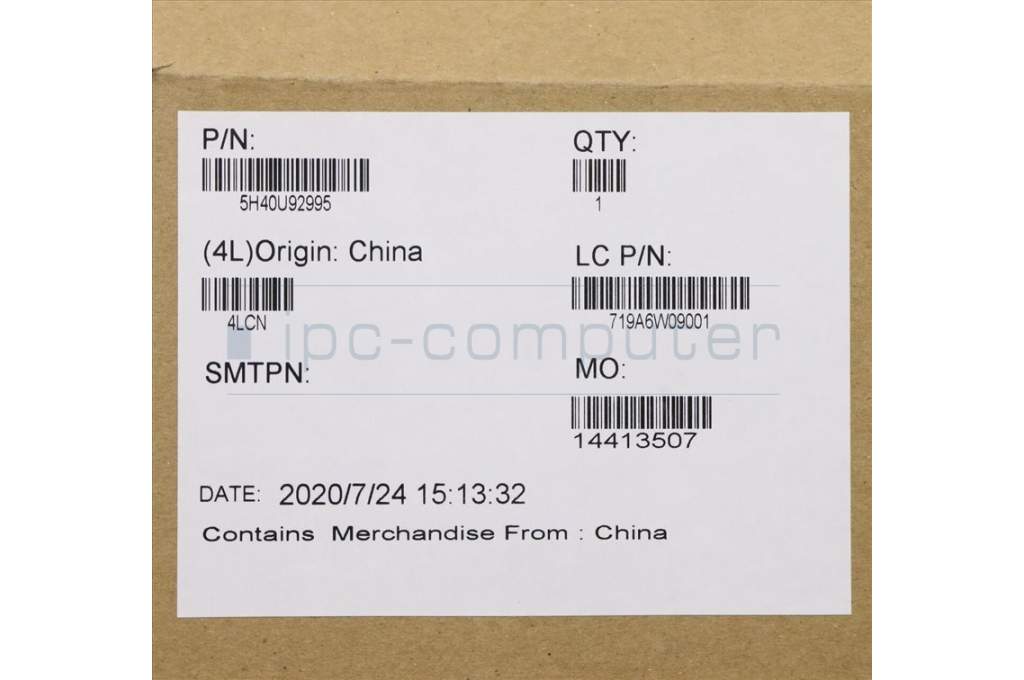 P/N:
5H40U92995
QTY:
1
(4L)Origin: China
4LCN
LC P/N:
719A6W09001
ipc-computer
SMTPN:
MO:
14413507
DATE: 2020/7/24 15:13:32
Contains Merchandise From : China